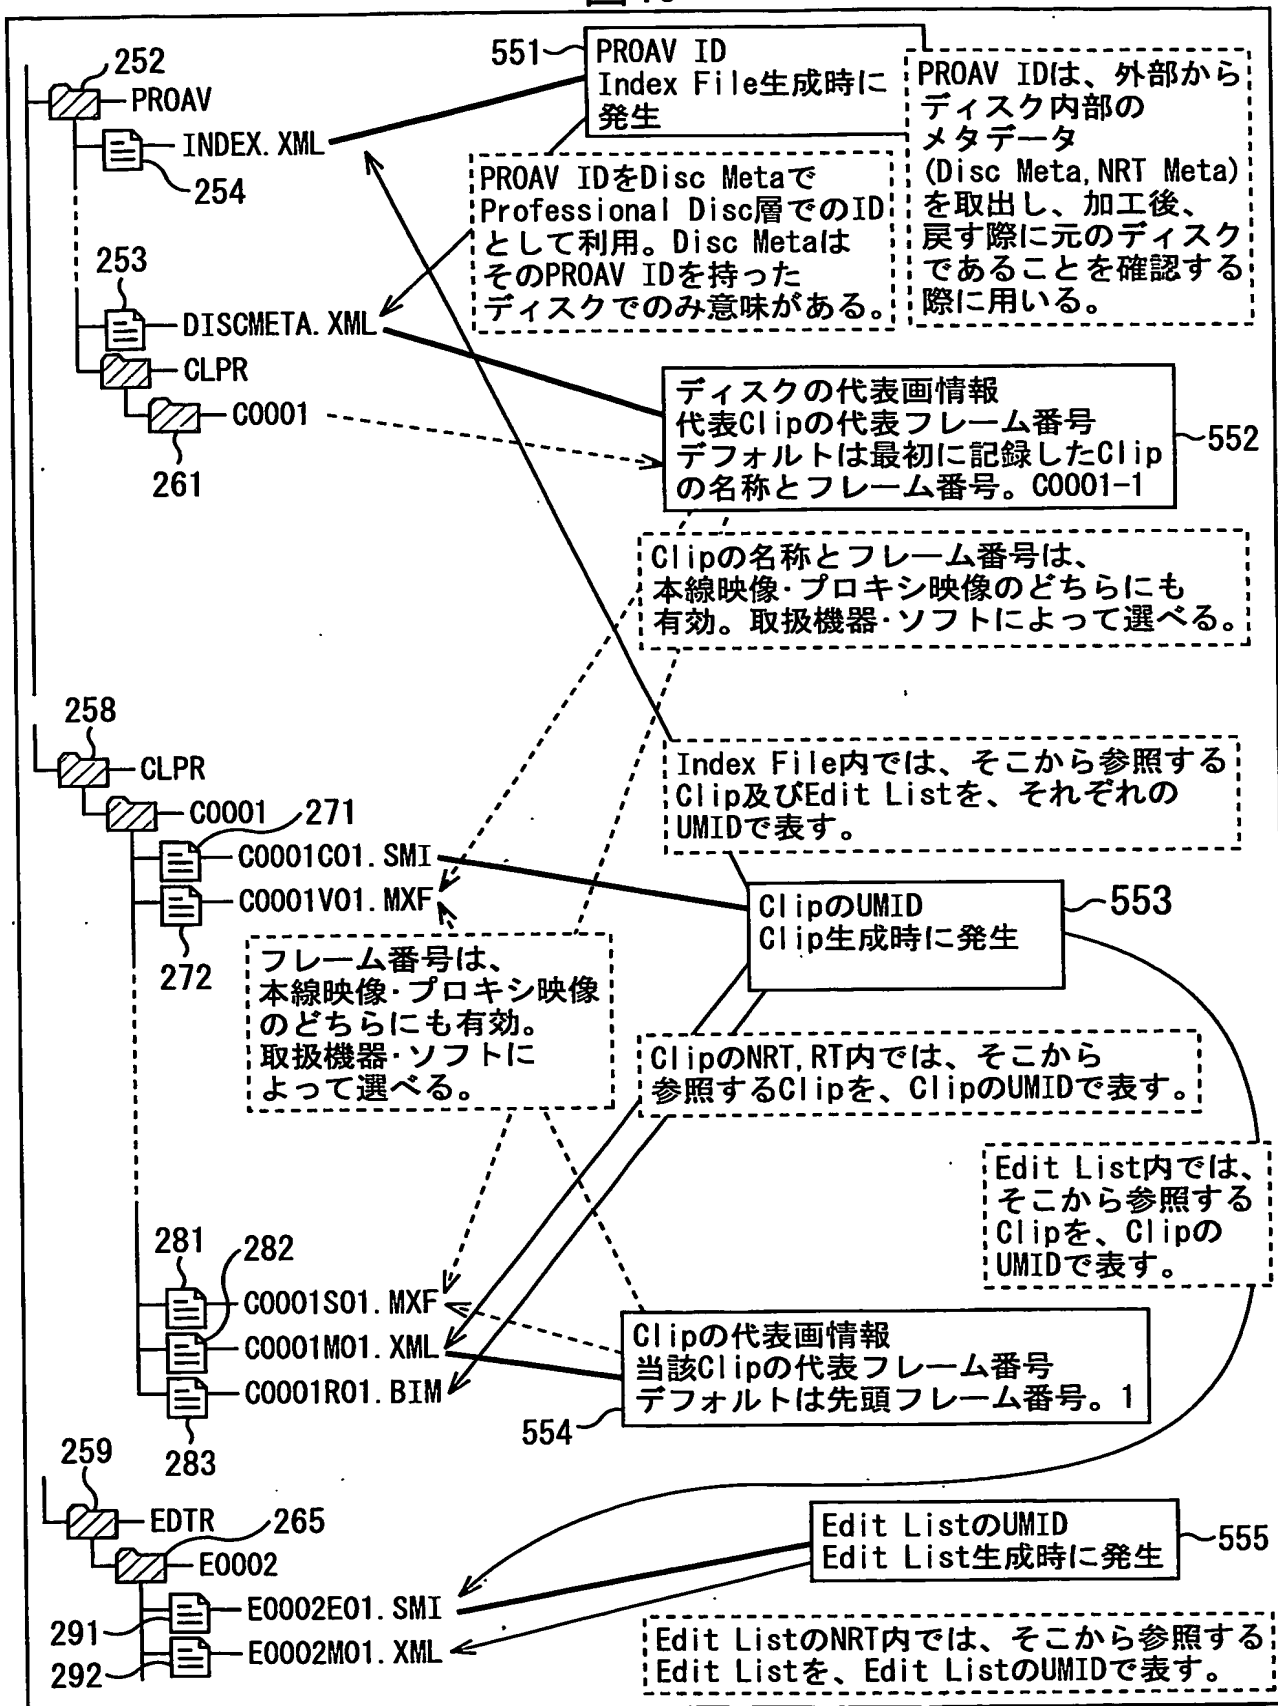 551
PROAV ID
Index File生成時に
発生
PROAV IDは、外部から
ディスク内部の
メタデータ
(Disc Meta,NRT Meta)
を取出し、加工後、
戻す際に元のディスク
であることを確認する
際に用いる。
252
PROAV
INDEX.XML
254
PROAV IDをDisc Metaで
Professional Disc層でのID
として利用。Disc Metaは
そのPROAV IDを持った
ディスクでのみ意味がある。
253
DISCMETA.XML
CLPR
C0001
261
ディスクの代表画情報
代表Clipの代表フレーム番号
デフォルトは最初に記録したClip
の名称とフレーム番号。C0001-1
552
Clipの名称とフレーム番号は、
本線映像・プロキシ映像のどちらにも
有効。取扱機器・ソフトによって選べる。
258
CLPR
C0001
271
C0001C01.SMI
C0001V01.MXF
272
Index File内では、そこから参照する
Clip及びEdit Listを、それぞれの
UMIDで表す。
ClipのUMID
Clip生成時に発生
553
フレーム番号は、
本線映像・プロキシ映像
のどちらにも有効。
取扱機器・ソフトに
よって選べる。
ClipのNRT,RT内では、そこから
参照するClipを、ClipのUMIDで表す。
Edit List内では、
そこから参照する
Clipを、Clipの
UMIDで表す。
281
282
C0001S01.MXF
C0001M01.XML
C0001R01.BIM
283
Clipの代表画情報
当該Clipの代表フレーム番号
デフォルトは先頭フレーム番号。1
554
259
EDTR
265
E0002
E0002E01.SMI
291
E0002M01.XML
292
Edit ListのUMID
Edit List生成時に発生
555
Edit ListのNRT内では、そこから参照する
Edit Listを、Edit ListのUMIDで表す。